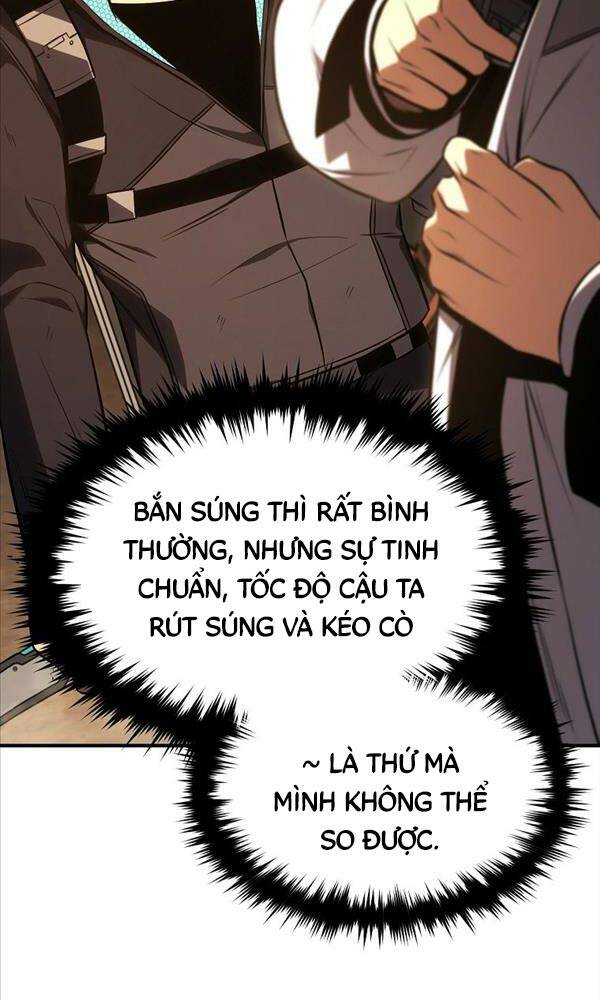 BẮN SÚNG THÌ RẤT BÌNH
THƯỜNG, NHƯNG SỰ TINH
CHUẨN, TỐC ĐỘ CẬU TA
RÚT SÚNG VÀ KÉO CÒ
~ LÀ THỨ MÀ
MÌNH KHÔNG THỂ
SO ĐƯỢC.